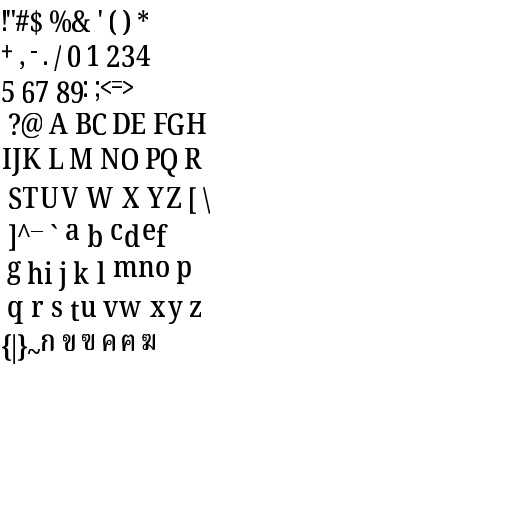 !"#$ %& ' ( ) *
+ , - . / 0 1 234
5 67 89: ;<=>
?@ A BC DE FGH
IJK L M NO PQ R
STUV W X YZ [ \
]^_ ` a b cdef
g hi j k l mno p
q r s tu vw xy z
{|}~ก ข ฃ ค ฅ ฆ